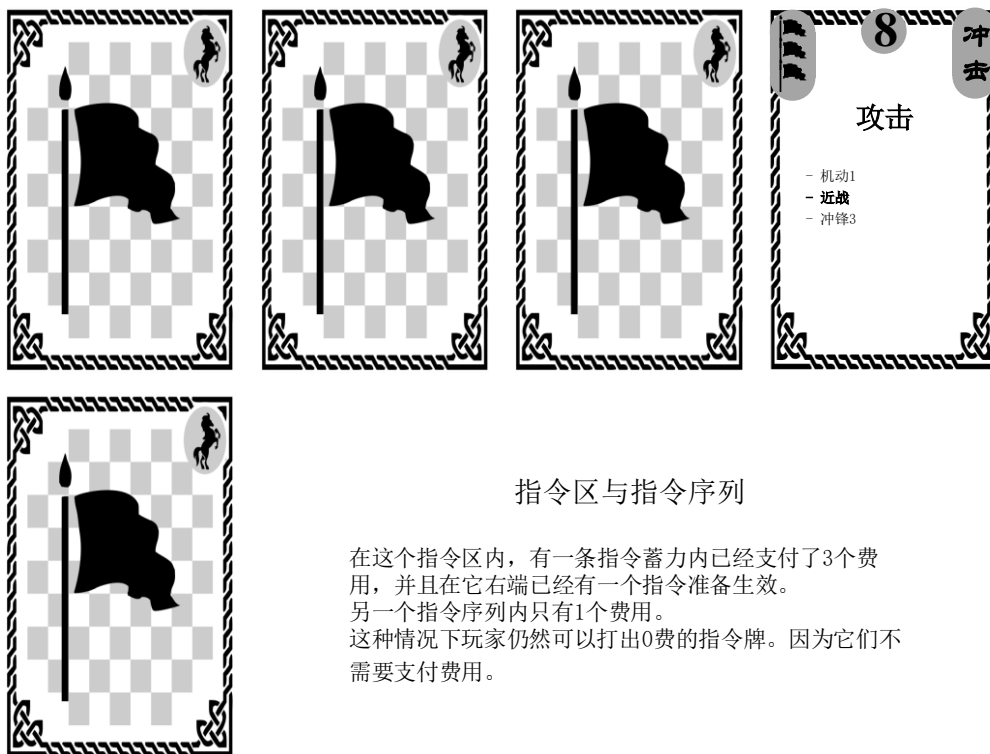 8
冲
击
攻击
- 机动1
- 近战
- 冲锋3
指令区与指令序列
在这个指令区内，有一条指令蓄力内已经支付了3个费
用，并且在它右端已经有一个指令准备生效。
另一个指令序列内只有1个费用。
这种情况下玩家仍然可以打出0费的指令牌。因为它们不
需要支付费用。